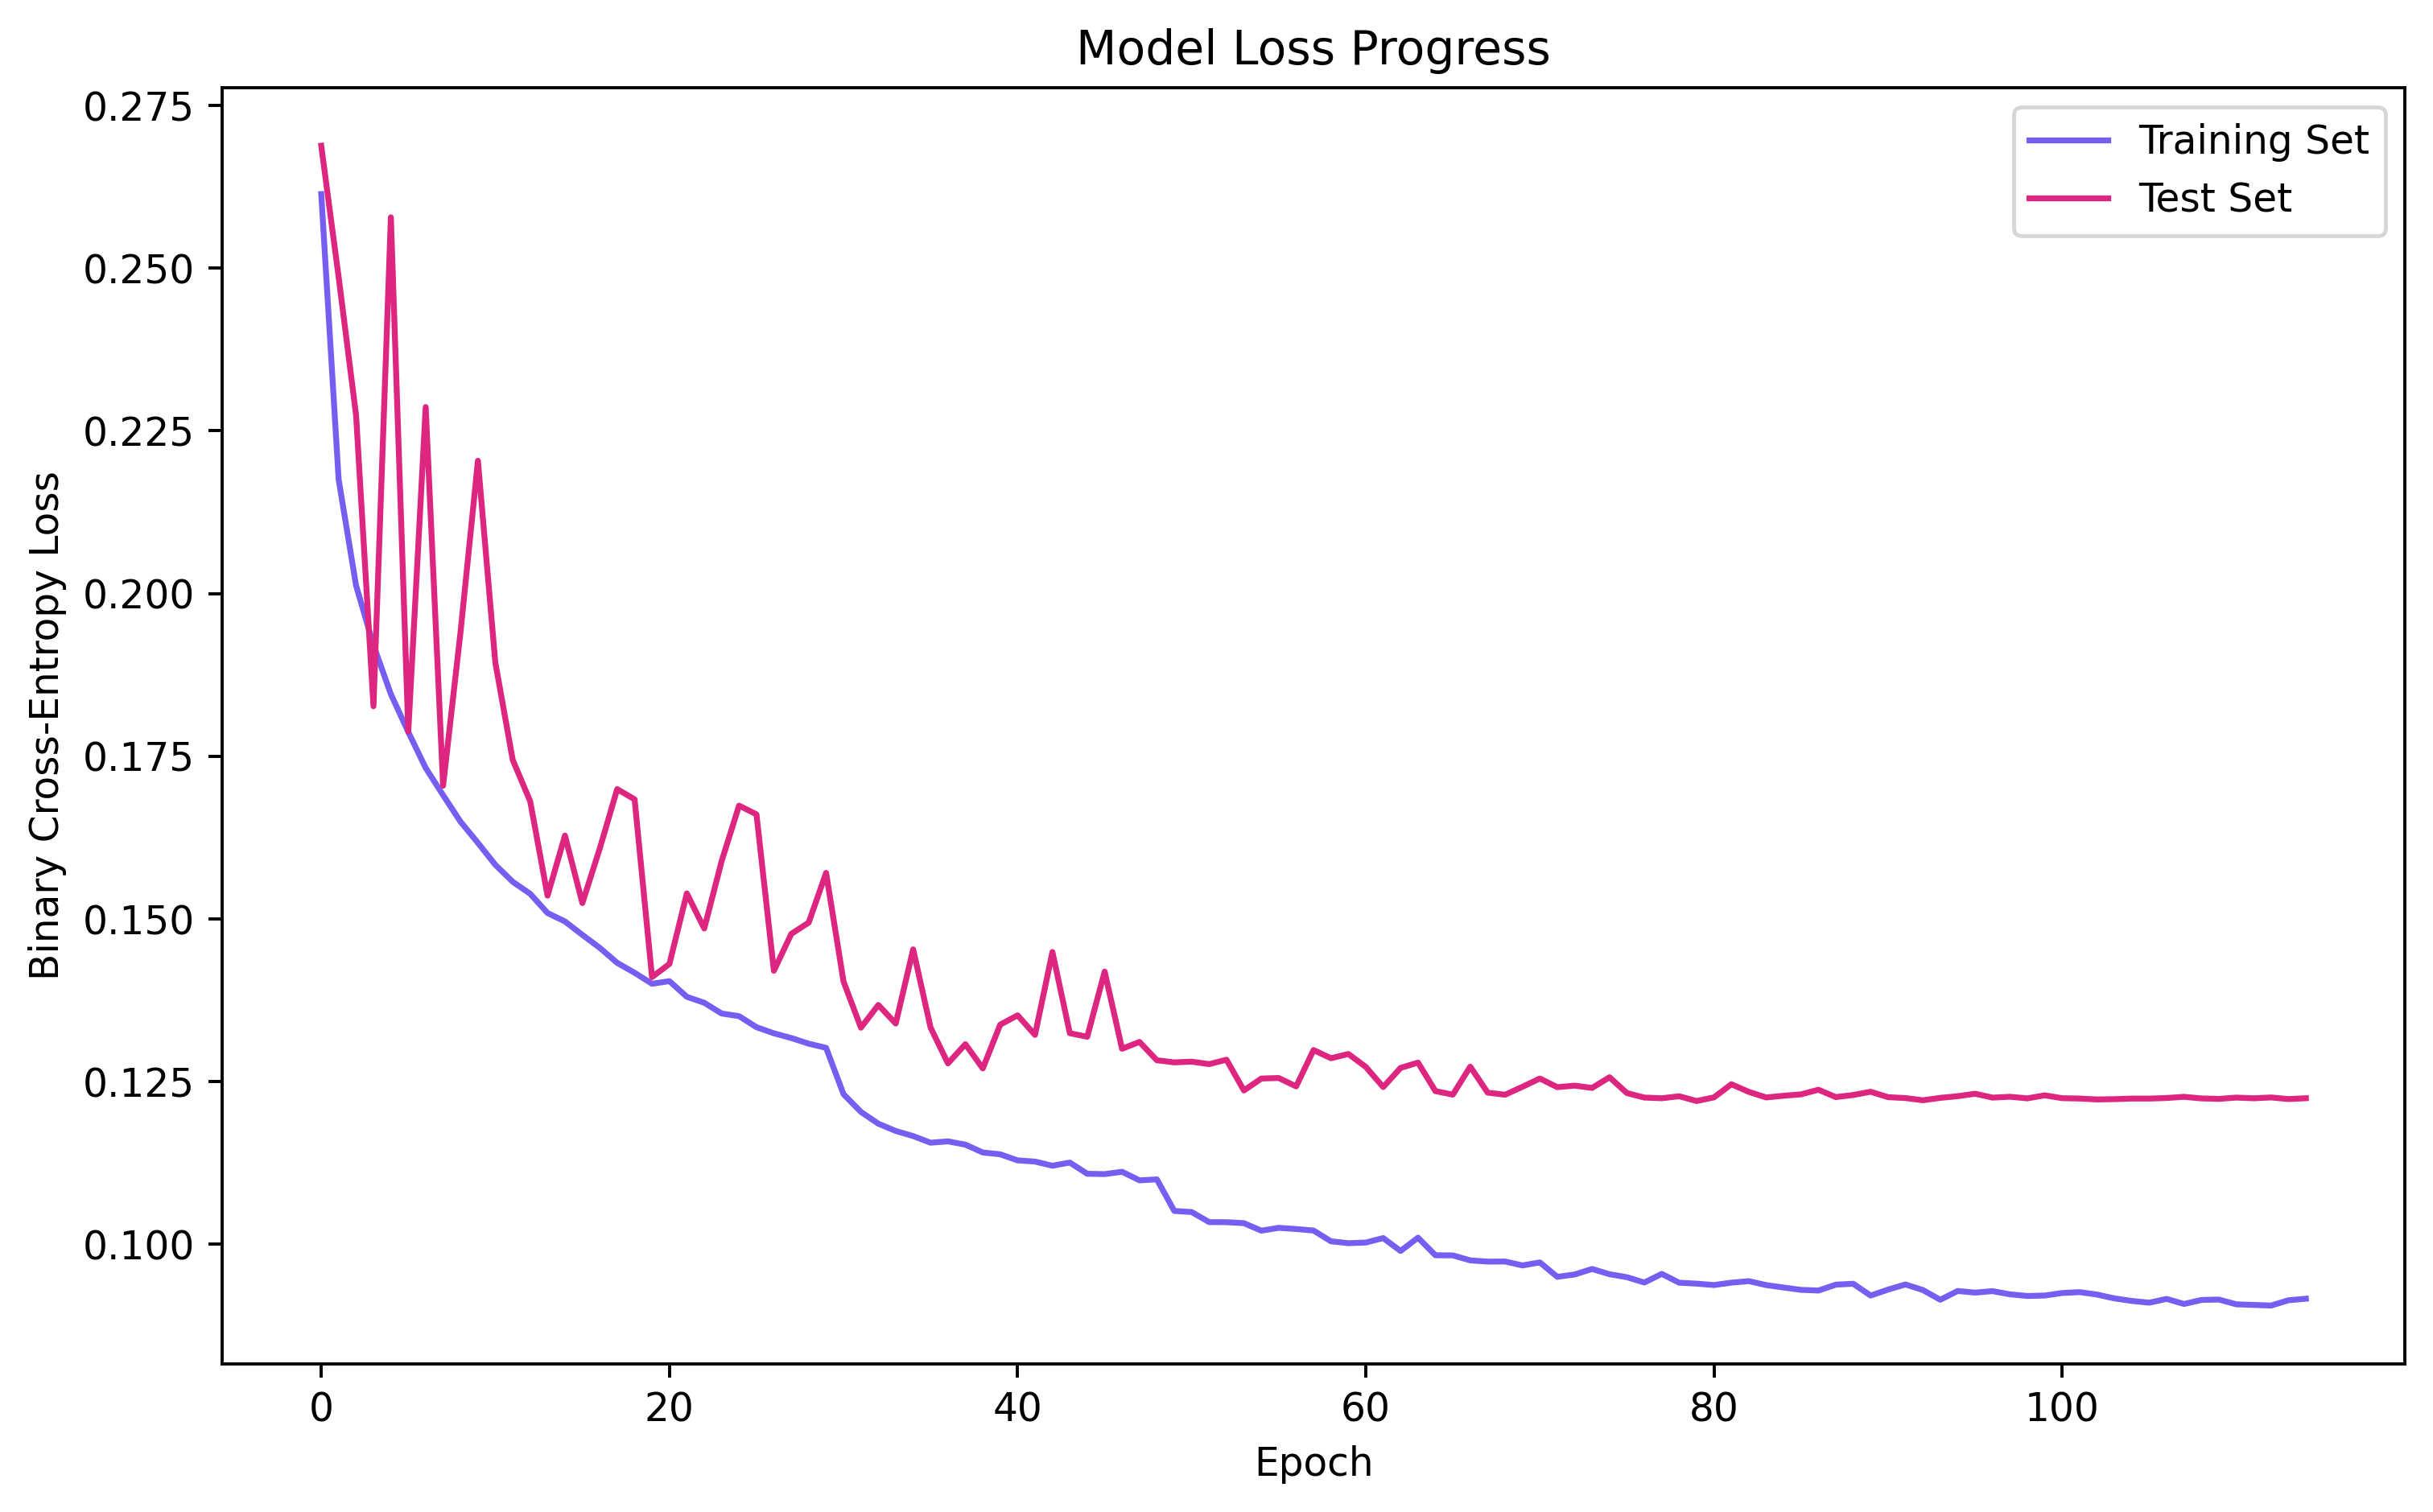 Model Loss Progress
Training Set
Test Set
Binary Cross-Entropy Loss
0.275
0.250
0.225
0.200
0.175
0.150
0.125
0.100
0
20
40
60
80
100
Epoch